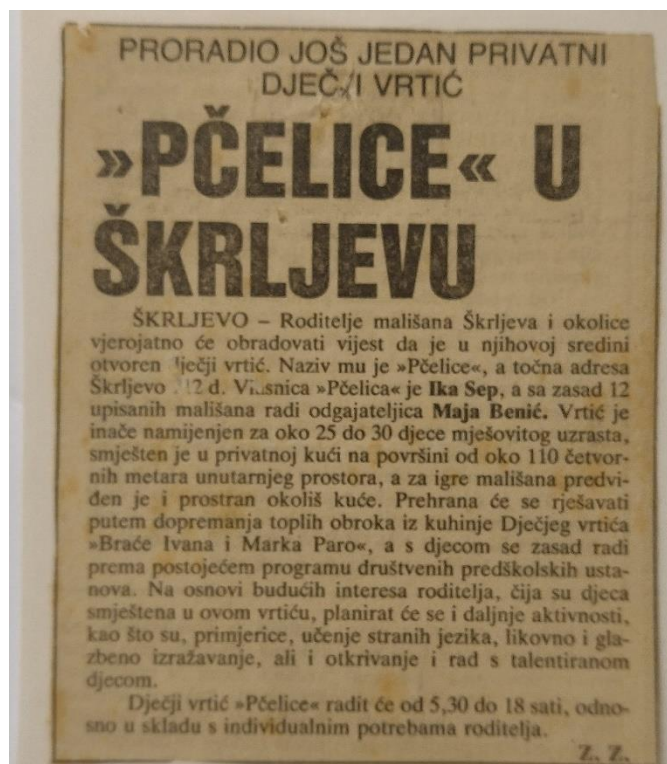 PRORADIO JOŠ JEDAN PRIVATNI
DJEČJI VRTIĆ
»PČELICE« U
ŠKRLJEVU
ŠKRLJEVO – Roditelje mališana Škrljeva i okolice
vjerojatno će obradovati vijest da je u njihovoj sredini
otvoren dječji vrtić. Naziv mu je »Pčelice«, a točna adresa
Škrljevo d. Vlasnica »Pčelica« je Ika Sep, a sa zasad 12
upisanih mališana radi odgajateljica Maja Benić. Vrtić je
inače namijenjen za oko 25 do 30 djece mješovitog uzrasta,
smješten je u privatnoj kući na površini od oko 110 četvor-
nih metara unutarnjeg prostora, a za igre mališana predvi-
đen je i prostran okoliš kuće. Prehrana će se rješavati
putem dopremanja toplih obroka iz kuhinje Dječjeg vrtića
»Braće Ivana i Marka Paro«, a s djecom se zasad radi
prema postojećem programu društvenih predškolskih usta-
nova. Na osnovi budućih interesa roditelja, čija su djeca
smještena u ovom vrtiću, planirat će se i daljnje aktivnosti,
kao što su, primjerice, učenje stranih jezika, likovno i gla-
zbeno izražavanje, ali i otkrivanje i rad s talentiranom
djecom.
Dječji vrtić »Pčelice« radit će od 5,30 do 18 sati, odno-
sno u skladu s individualnim potrebama roditelja.
Z. Z.